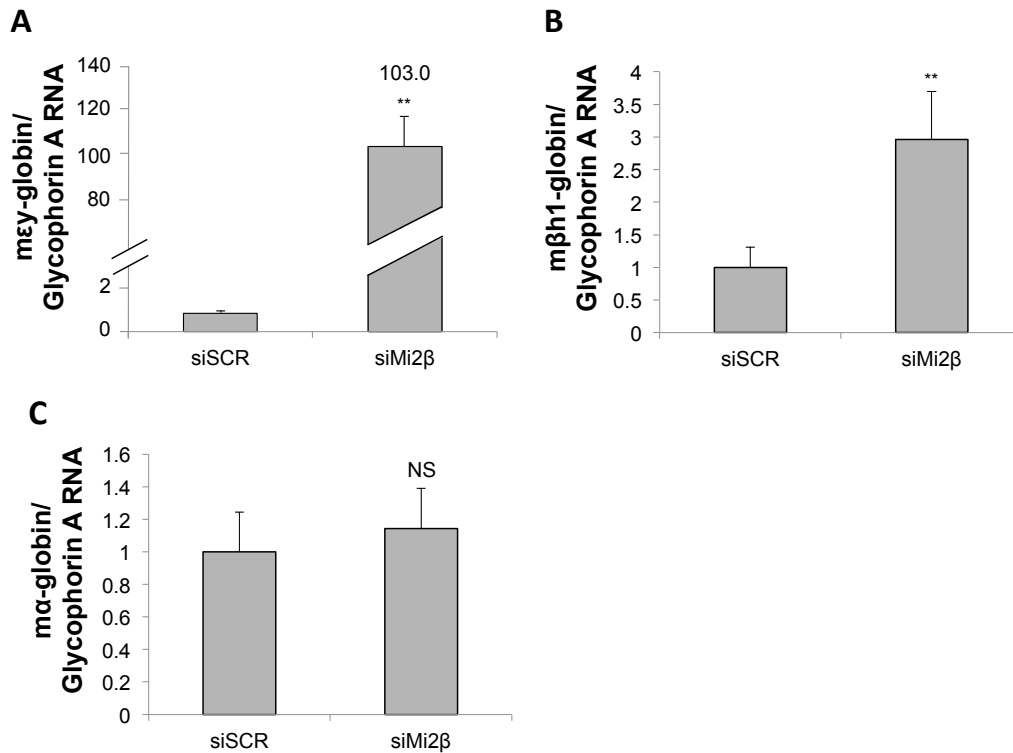 A
mεy-globin/
Glycophorin A RNA
140
120
100
80
2
0
103.0
**
siSCR
siMi2β
B
mβh1-globin/
Glycophorin A RNA
4
3.5
3
2.5
2
1.5
1
0.5
0
**
siSCR
siMi2β
C
mα-globin/
Glycophorin A RNA
1.6
1.4
1.2
1
0.8
0.6
0.4
0.2
0
NS
siSCR
siMi2β